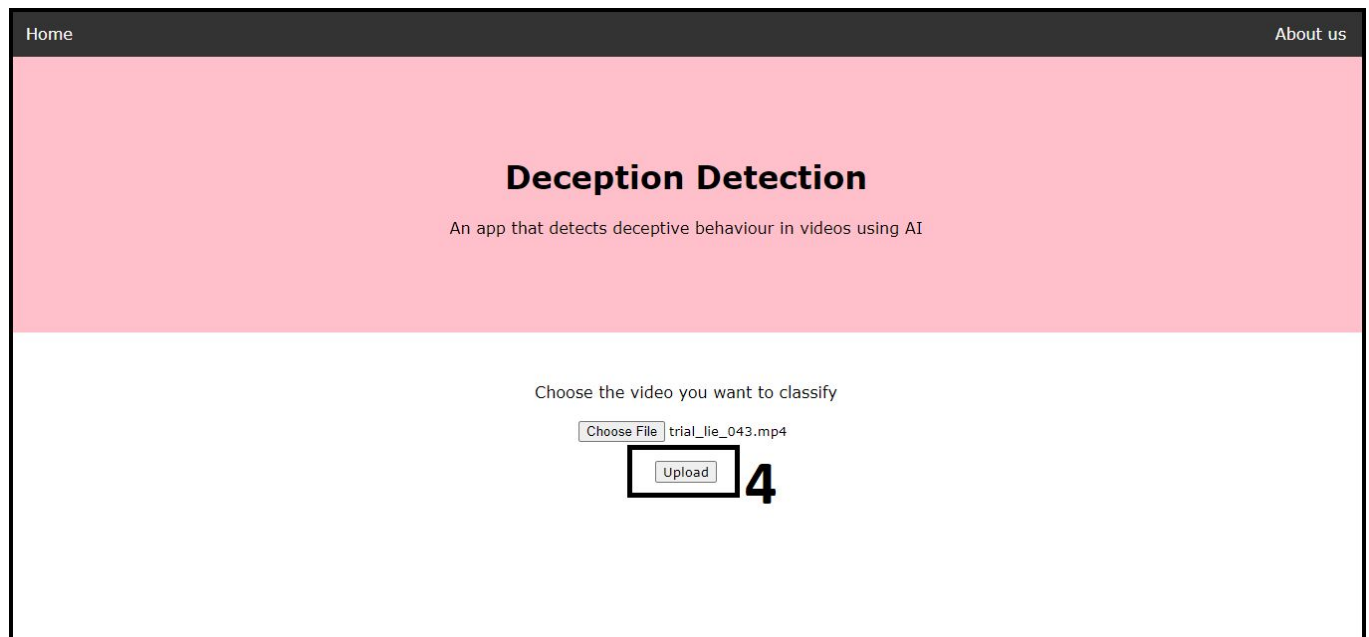 Home About us
Deception Detection
An app that detects deceptive behaviour in videos using AI
Choose the video you want to classify
Choose File trial_lie_043.mp4
Upload 4